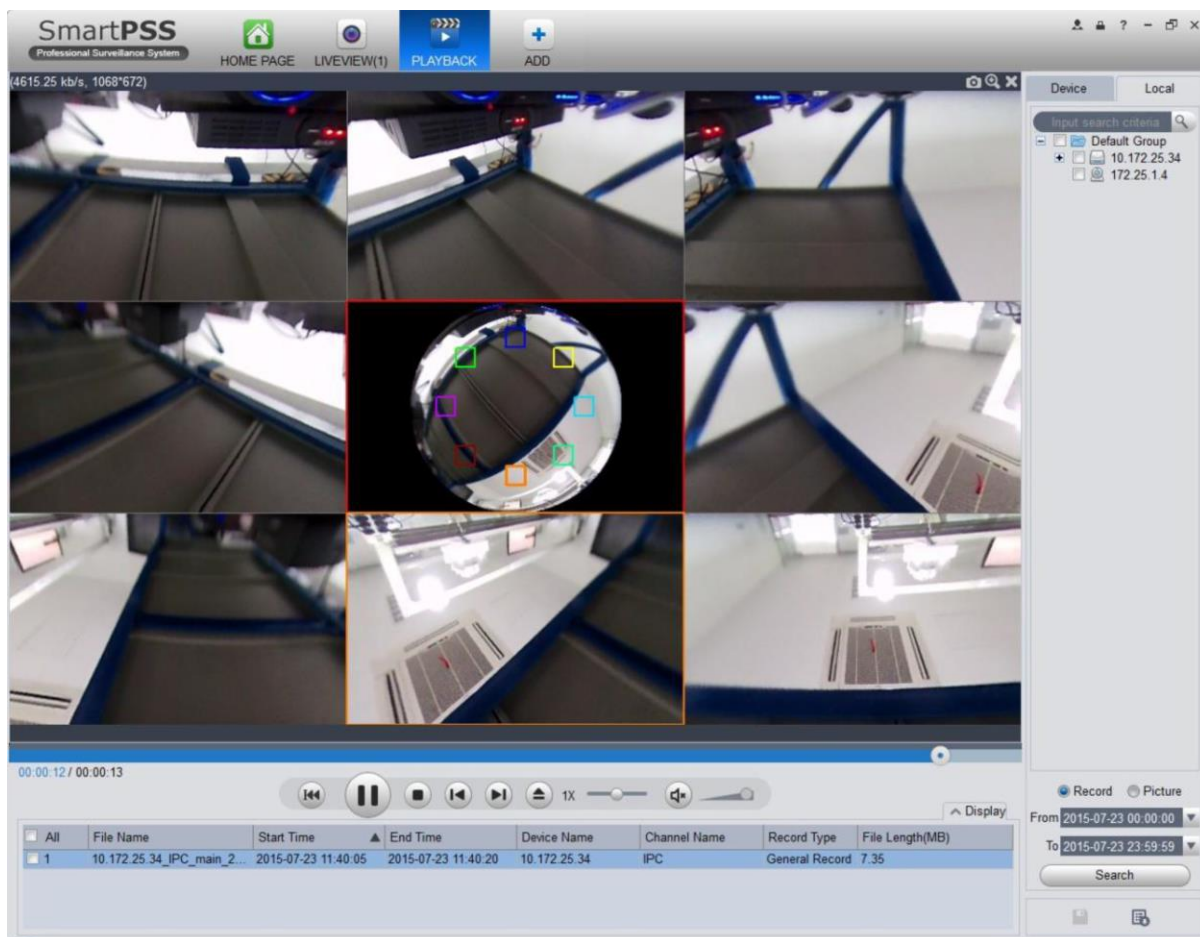 SmartPSS
Professional Surveillance System
HOME PAGE
LIVEVIEW(1)
PLAYBACK
ADD
(4615.25 kb/s, 1068*672)
Device
Local
Input search criteria
Default Group
10.172.25.34
172.25.1.4
00:00:12 / 00:00:13
1X
Display
Record
Picture
From 2015-07-23 00:00:00
To 2015-07-23 23:59:59
Search
All File Name Start Time End Time Device Name Channel Name Record Type File Length(MB)
1 10.172.25.34_IPC_main_2... 2015-07-23 11:40:05 2015-07-23 11:40:20 10.172.25.34 IPC General Record 7.35